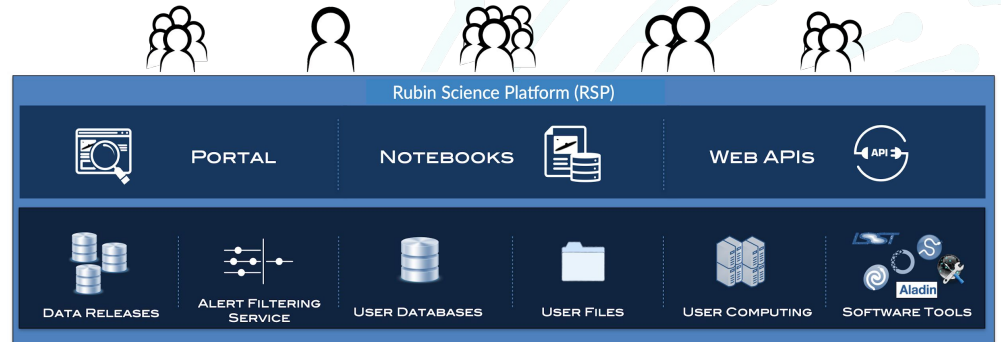 Rubin Science Platform (RSP)
PORTAL
NOTEBOOKS
WEB APIS
API
LSST
Aladin
DATA RELEASES
ALERT FILTERING
SERVICE
USER DATABASES
USER FILES
USER COMPUTING
SOFTWARE TOOLS